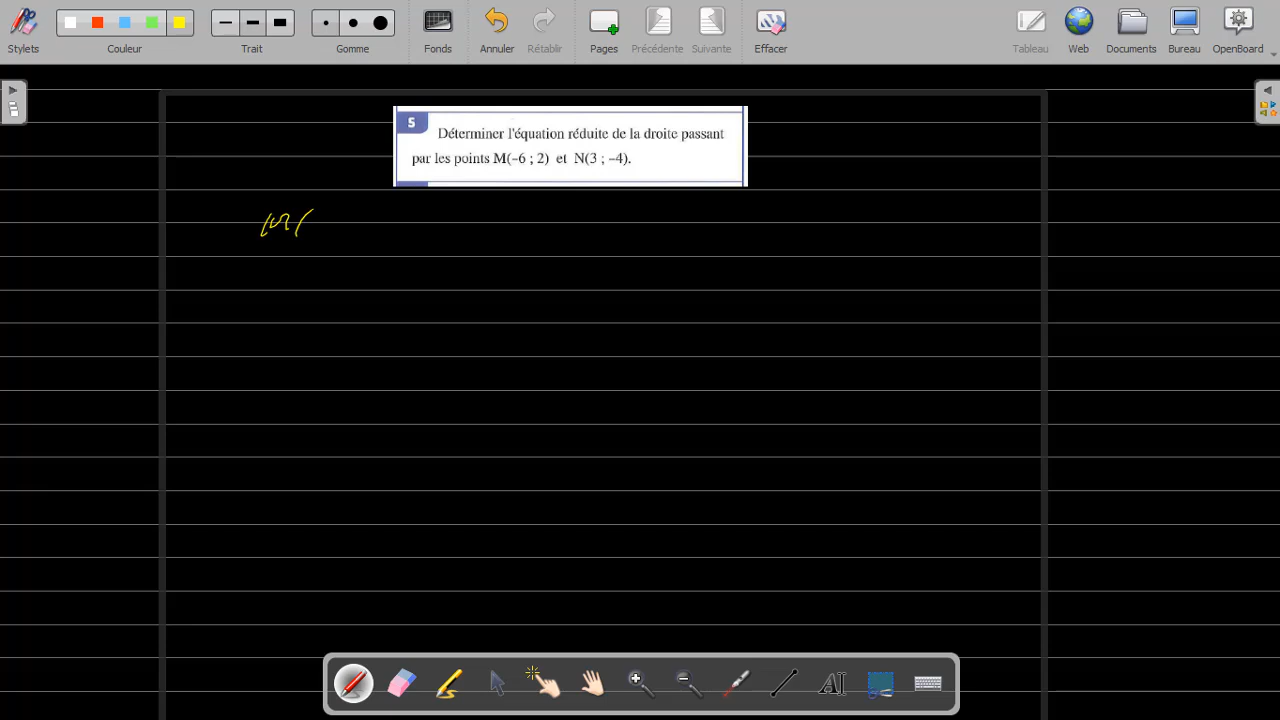 Stylets Couleur Trait Gomme Fonds Annuler Rétablir Pages Précédente Suivante Effacer Tableau Web Documents Bureau OpenBoard
5 Déterminer l'équation réduite de la droite passant
par les points M(–6 ; 2) et N(3 ; –4).
M(